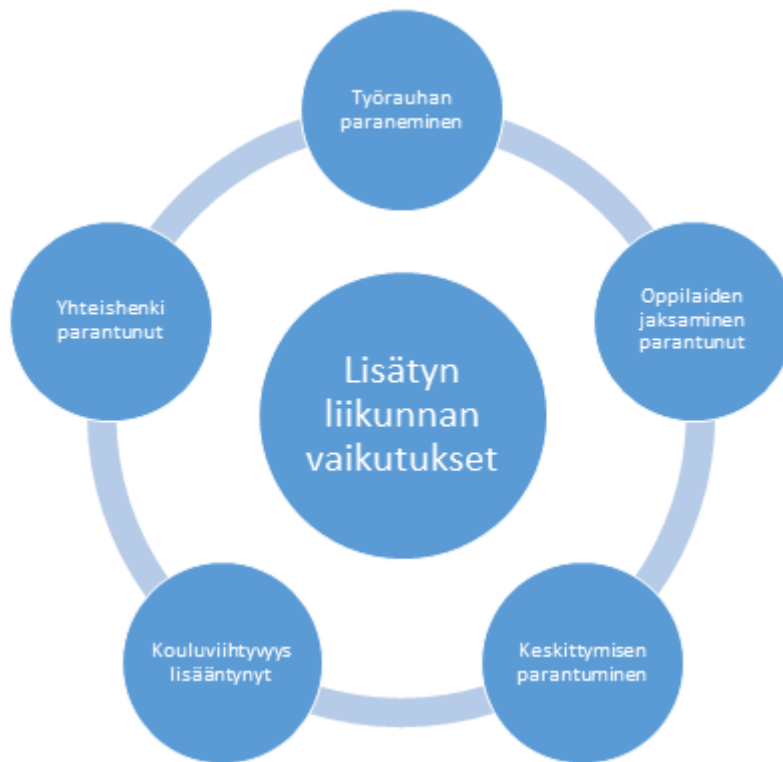 Työrauhan
paraneminen
Oppilaiden
jaksaminen
parantunut
Keskittymisen
parantuminen
Kouluviihtyvyys
lisääntynyt
Yhteishenki
parantunut
Lisätyn
liikunnan
vaikutukset